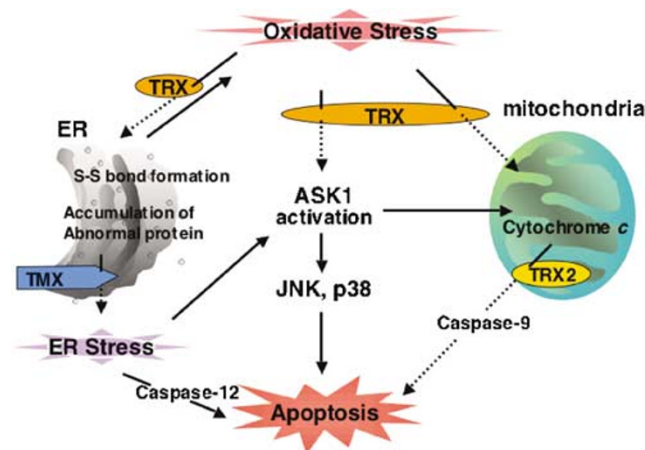 Oxidative Stress
TRX
TRX
mitochondria
ER
S-S bond formation
Accumulation of
Abnormal protein
ASK1
activation
Cytochrome c
TMX
TRX2
JNK, p38
Caspase-9
ER Stress
Caspase-12
Apoptosis